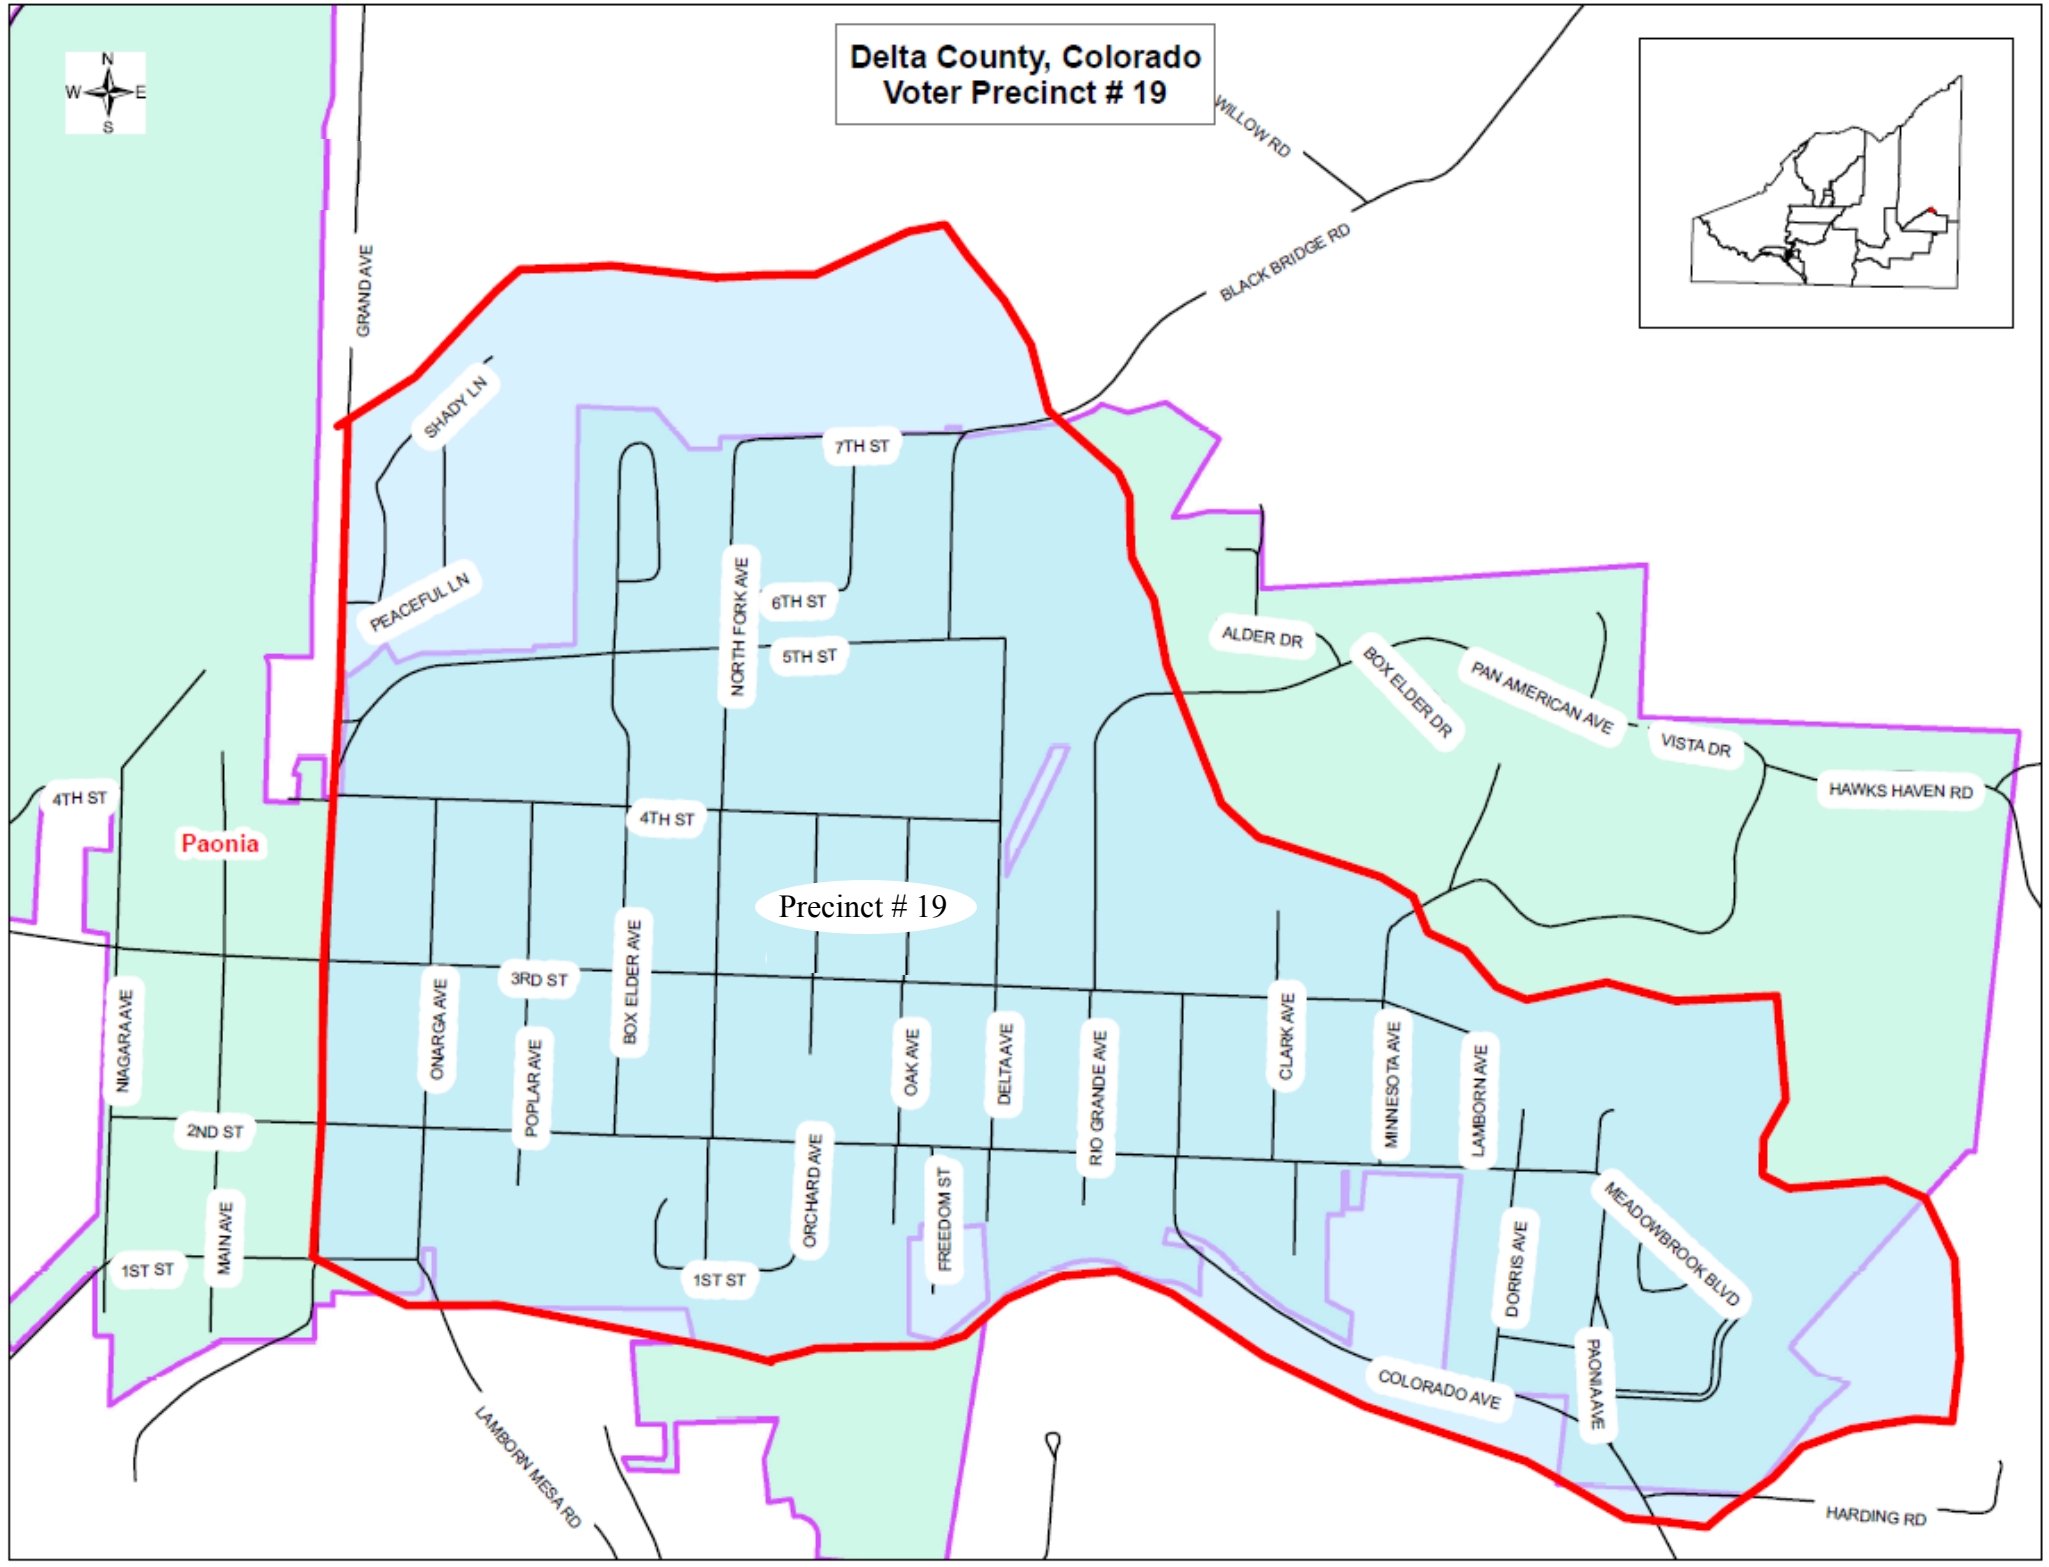 Delta County, Colorado
Voter Precinct # 19
N
W E
S
WILLOW RD
BLACK BRIDGE RD
GRAND AVE
SHADY LN
7TH ST
PEACEFUL LN
NORTH FORK AVE
6TH ST
5TH ST
ALDER DR
BOX ELDER DR
PAN AMERICAN AVE
VISTA DR
HAWKS HAVEN RD
4TH ST
4TH ST
Paonia
Precinct # 19
3RD ST
BOX ELDER AVE
NIAGARA AVE
ONARGA AVE
POPLAR AVE
OAK AVE
DELTA AVE
RIO GRANDE AVE
CLARK AVE
MINNESOTA AVE
LAMBORN AVE
2ND ST
ORCHARD AVE
FREEDOM ST
MEADOWBROOK BLVD
MAIN AVE
1ST ST
1ST ST
DORRIS AVE
PAONIA AVE
COLORADO AVE
LAMBORN MESA RD
HARDING RD